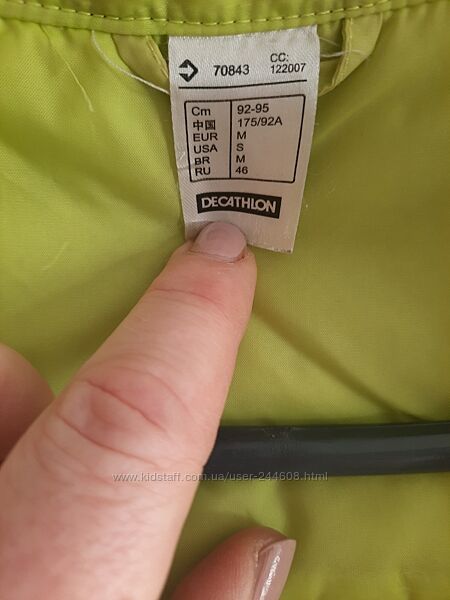 70843 CC: 122007
Cm 92-95
中国 175/92A
EUR M
USA S
BR M
RU 46
DECATHLON
www.kidstaff.com.ua/user-244608.html